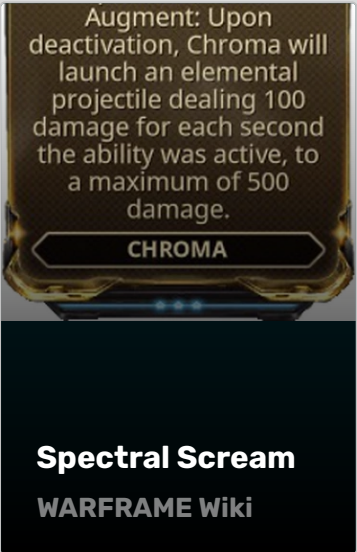 Augment: Upon
deactivation, Chroma will
launch an elemental
projectile dealing 100
damage for each second
the ability was active, to
a maximum of 500
damage.
CHROMA
Spectral Scream
WARFRAME Wiki